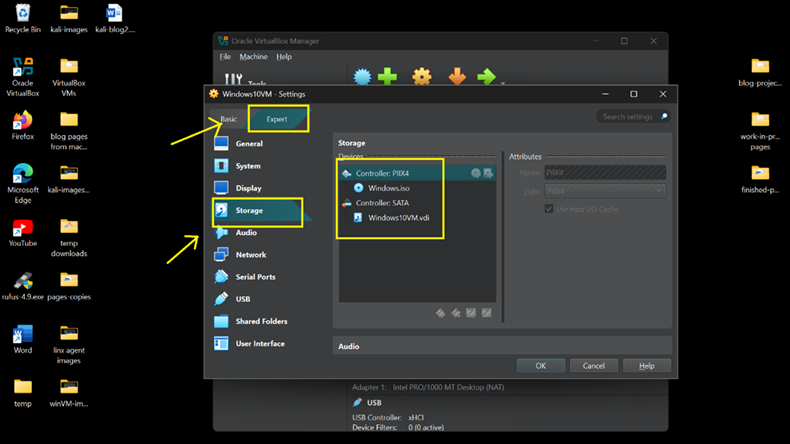 Recycle Bin
kali-images
kali-blog2....
Oracle
VirtualBox
VirtualBox
VMs
Firefox
blog pages
from mac...
Microsoft
Edge
kali-images...
YouTube
temp
downloads
rufus-4.9.exe
pages-copies
Word
linx agent
images
temp
winVM-im...
Oracle VirtualBox Manager
File Machine Help
Tools
Windows10VM - Settings
Basic Expert
Search settings
General
System
Display
Storage
Audio
Network
Serial Ports
USB
Shared Folders
User Interface
Storage
Devices
Controller: PIIX4
Windows.iso
Controller: SATA
Windows10VM.vdi
Attributes
Name: PIIX4
Type: PIIX4
Use Host I/O Cache
Audio
OK Cancel Help
Adapter 1: Intel PRO/1000 MT Desktop (NAT)
USB
USB Controller: xHCI
Device Filters: 0 (0 active)
blog-projec...
work-in-pr...
pages
finished-p...